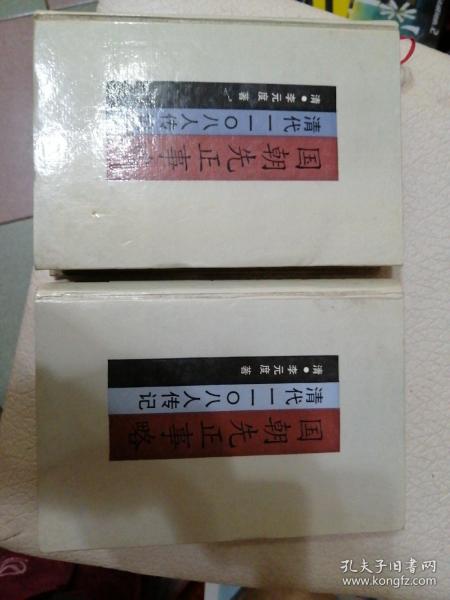 清●李元度 著
清代一一〇八人传
国朝先正事
清●李元度 著
清代一一〇八人传记
国朝先正事略
孔夫子旧书网
www.kongfz.com